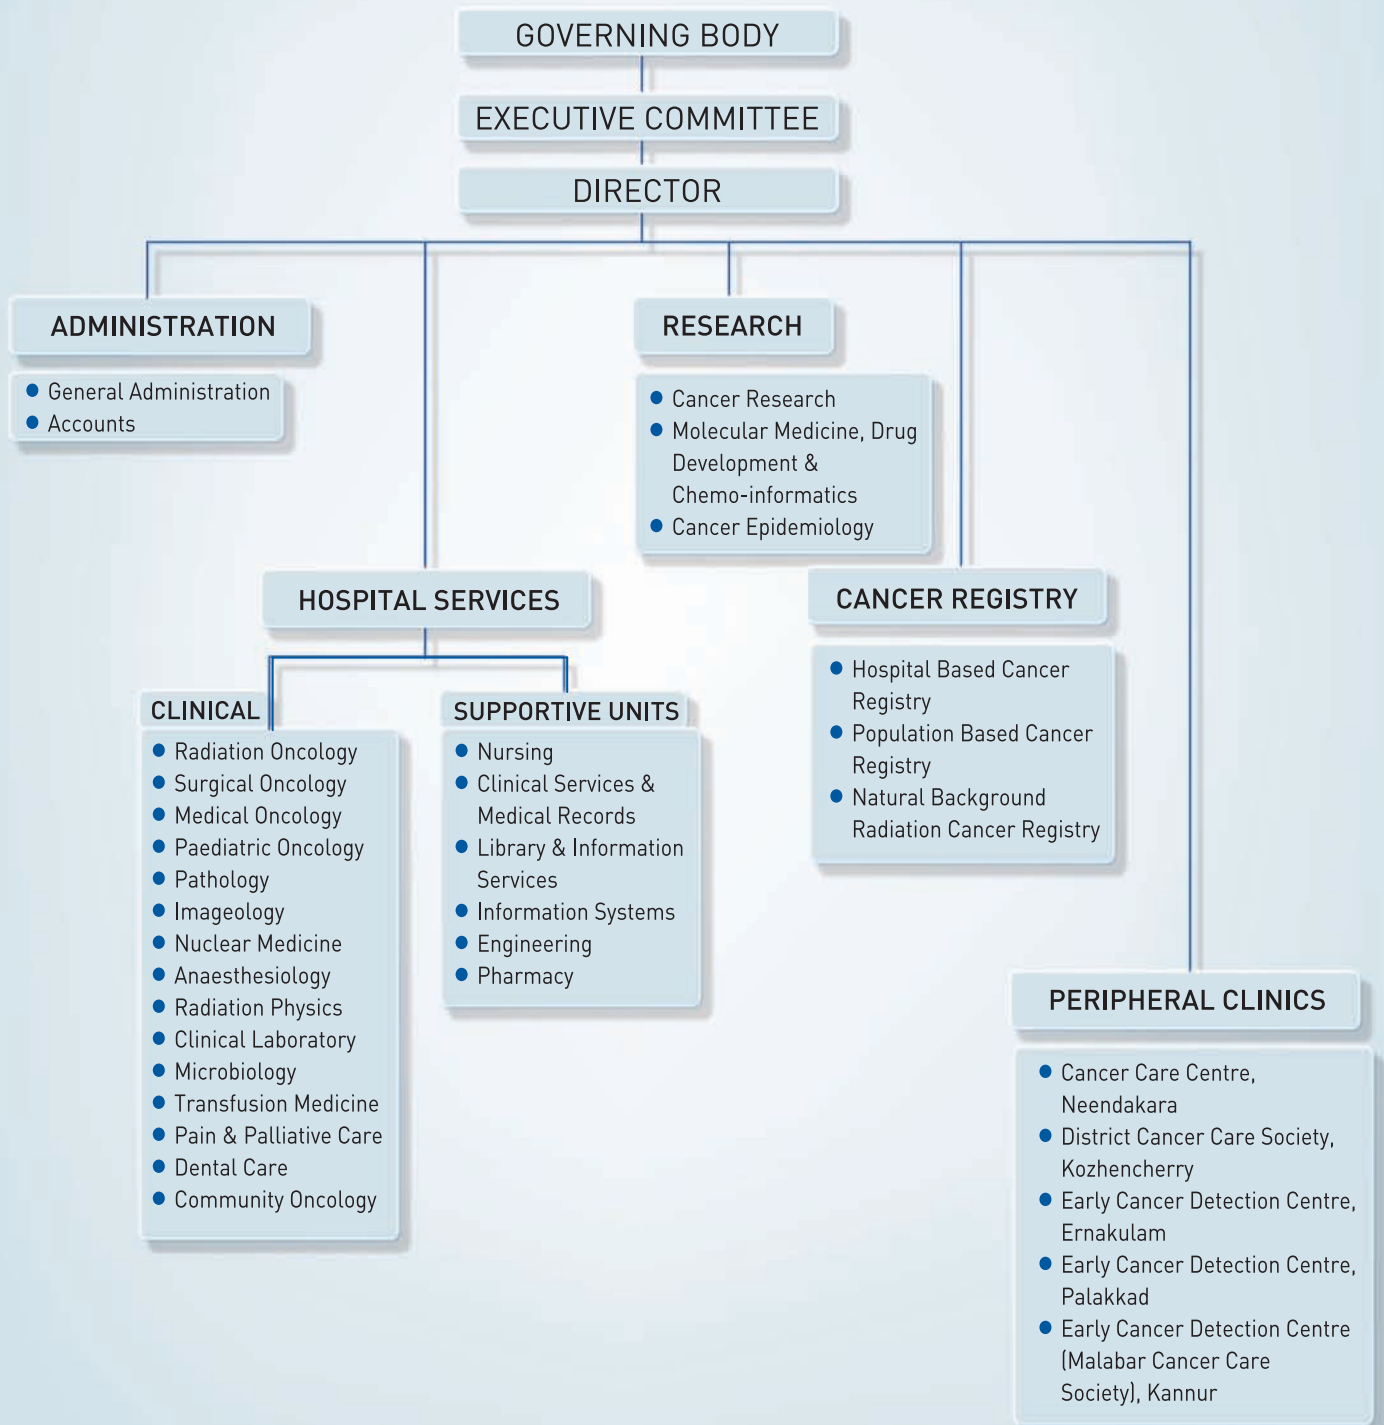 GOVERNING BODY
EXECUTIVE COMMITTEE
DIRECTOR
ADMINISTRATION
General Administration
Accounts
RESEARCH
Cancer Research
Molecular Medicine, Drug
Development &
Chemo-informatics
Cancer Epidemiology
HOSPITAL SERVICES
CLINICAL
Radiation Oncology
Surgical Oncology
Medical Oncology
Paediatric Oncology
Pathology
Imageology
Nuclear Medicine
Anaesthesiology
Radiation Physics
Clinical Laboratory
Microbiology
Transfusion Medicine
Pain & Palliative Care
Dental Care
Community Oncology
SUPPORTIVE UNITS
Nursing
Clinical Services &
Medical Records
Library & Information
Services
Information Systems
Engineering
Pharmacy
CANCER REGISTRY
Hospital Based Cancer
Registry
Population Based Cancer
Registry
Natural Background
Radiation Cancer Registry
PERIPHERAL CLINICS
Cancer Care Centre,
Neendakara
District Cancer Care Society,
Kozhencherry
Early Cancer Detection Centre,
Ernakulam
Early Cancer Detection Centre,
Palakkad
Early Cancer Detection Centre
(Malabar Cancer Care
Society), Kannur